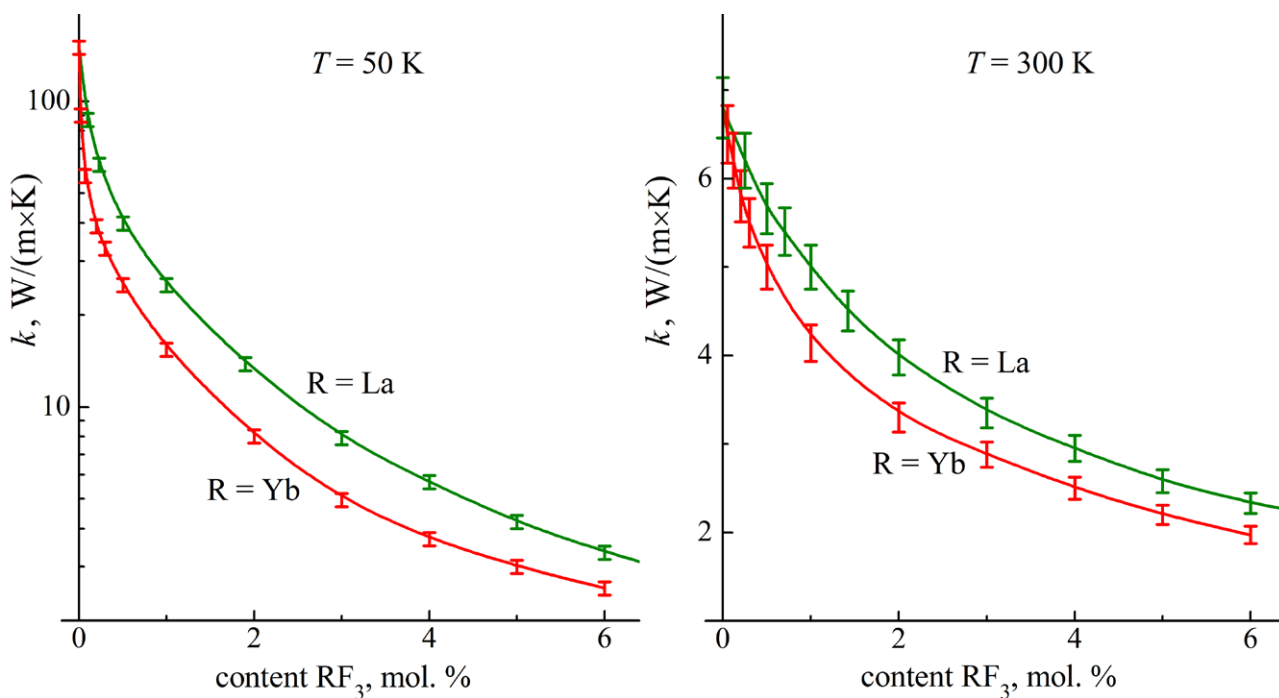 T = 50 K
100
10
k, W/(m×K)
R = La
R = Yb
0 2 4 6
content RF₃, mol. %
T = 300 K
6
4
2
k, W/(m×K)
R = La
R = Yb
0 2 4 6
content RF₃, mol. %